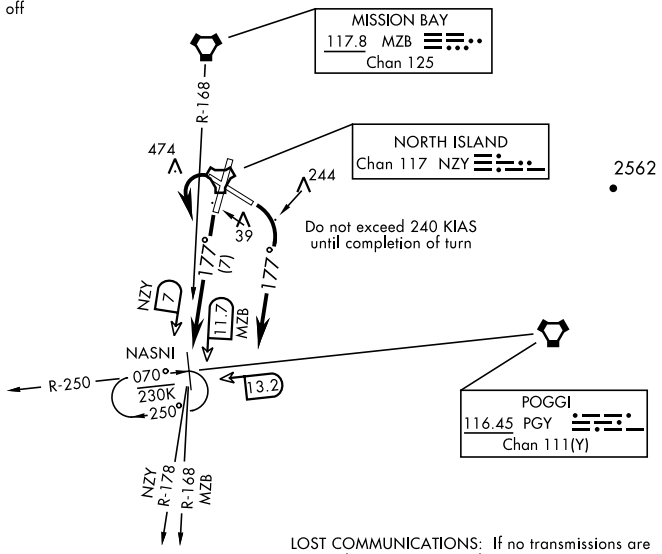 off
MISSION BAY
117.8 MZB
Chan 125
R-168
NORTH ISLAND
Chan 117 NZY
474
244
2562
39
Do not exceed 240 KIAS
until completion of turn
177°
(7)
177°
NZY
7
11.7
MZB
NASNI
R-250
070°
230K
250°
13.2
POGGI
116.45 PGY
Chan 111(Y)
NZY
R-178
R-168
MZB
LOST COMMUNICATIONS: If no transmissions are